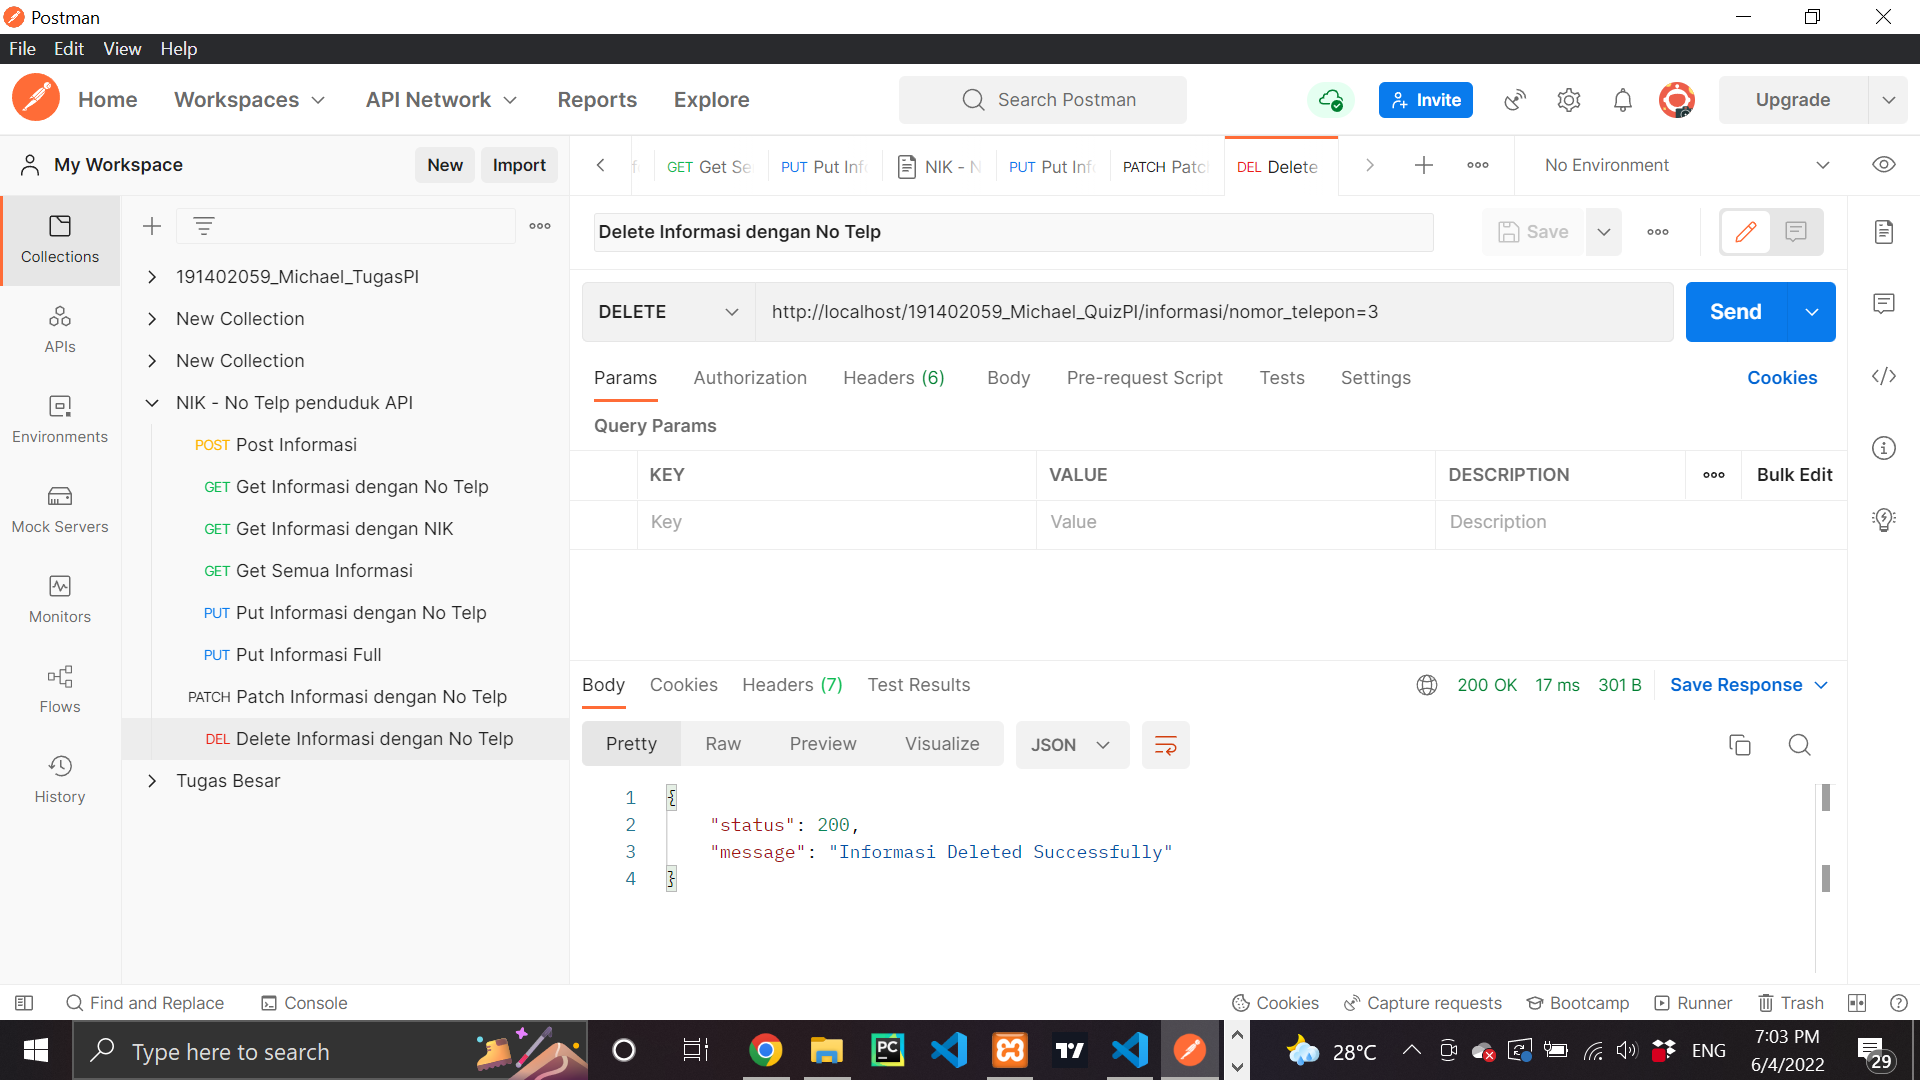 Postman
File Edit View Help
Home Workspaces API Network Reports Explore Search Postman Invite Upgrade
My Workspace New Import
GET Get Se PUT Put Inf NIK - N PUT Put Inf PATCH Patc DEL Delete No Environment
Collections
APIs
Environments
Mock Servers
Monitors
Flows
History
191402059_Michael_TugasPI
New Collection
New Collection
NIK - No Telp penduduk API
POST Post Informasi
GET Get Informasi dengan No Telp
GET Get Informasi dengan NIK
GET Get Semua Informasi
PUT Put Informasi dengan No Telp
PUT Put Informasi Full
PATCH Patch Informasi dengan No Telp
DEL Delete Informasi dengan No Telp
Tugas Besar
Delete Informasi dengan No Telp Save
DELETE http://localhost/191402059_Michael_QuizPI/informasi/nomor_telepon=3 Send
Params Authorization Headers (6) Body Pre-request Script Tests Settings Cookies
Query Params
KEY VALUE DESCRIPTION Bulk Edit
Key Value Description
Body Cookies Headers (7) Test Results 200 OK 17 ms 301 B Save Response
Pretty Raw Preview Visualize JSON
1 {
2 "status": 200,
3 "message": "Informasi Deleted Successfully"
4 }
Find and Replace Console Cookies Capture requests Bootcamp Runner Trash
Type here to search PC 28°C ENG 7:03 PM
6/4/2022 29